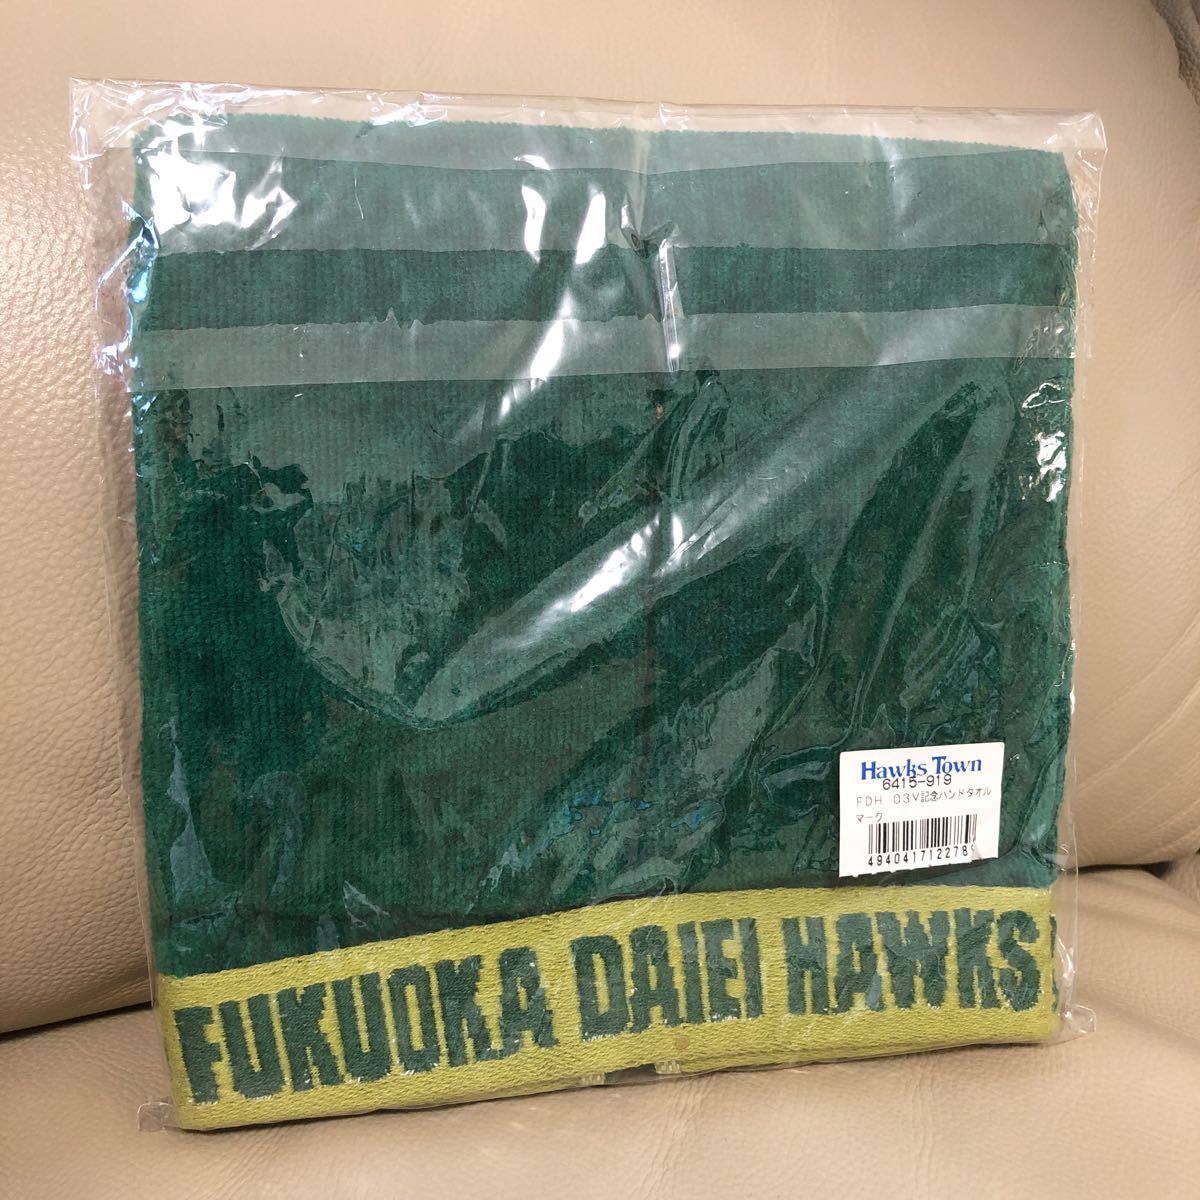 Hawks Town
6415-919
FDH 03V記念ハンドタオル
マーク
494041712278
FUKUOKA DAIEI HAWKS